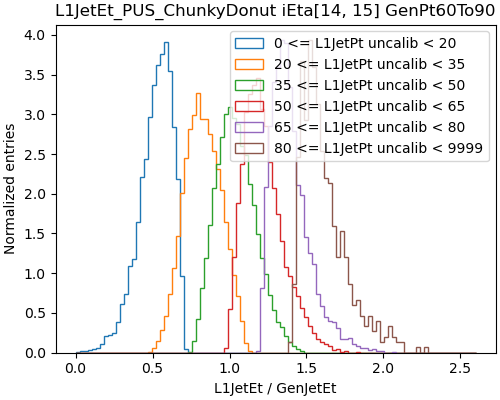 L1JetEt_PUS_ChunkyDonut iEta[14, 15] GenPt60To90
4.0
3.5
3.0
2.5
2.0
1.5
1.0
0.5
0.0
Normalized entries
0 <= L1JetPt uncalib < 20
20 <= L1JetPt uncalib < 35
35 <= L1JetPt uncalib < 50
50 <= L1JetPt uncalib < 65
65 <= L1JetPt uncalib < 80
80 <= L1JetPt uncalib < 9999
0.0 0.5 1.0 1.5 2.0 2.5
L1JetEt / GenJetEt